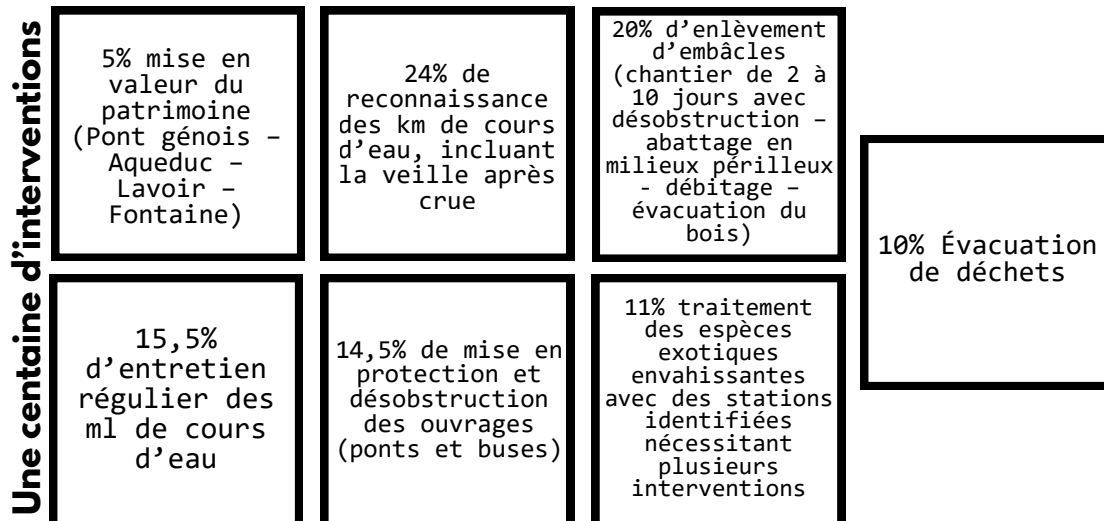 Une centaine d’interventions
5% mise en
valeur du
patrimoine
(Pont génois –
Aqueduc –
Lavoir –
Fontaine)
24% de
reconnaissance
des km de cours
d’eau, incluant
la veille après
crue
20% d’enlèvement
d’embâcles
(chantier de 2 à
10 jours avec
désobstruction –
abattage en
milieux périlleux
- débitage –
évacuation du
bois)
10% Évacuation
de déchets
15,5%
d’entretien
régulier des
ml de cours
d’eau
14,5% de mise en
protection et
désobstruction
des ouvrages
(ponts et buses)
11% traitement
des espèces
exotiques
envahissantes
avec des stations
identifiées
nécessitant
plusieurs
interventions